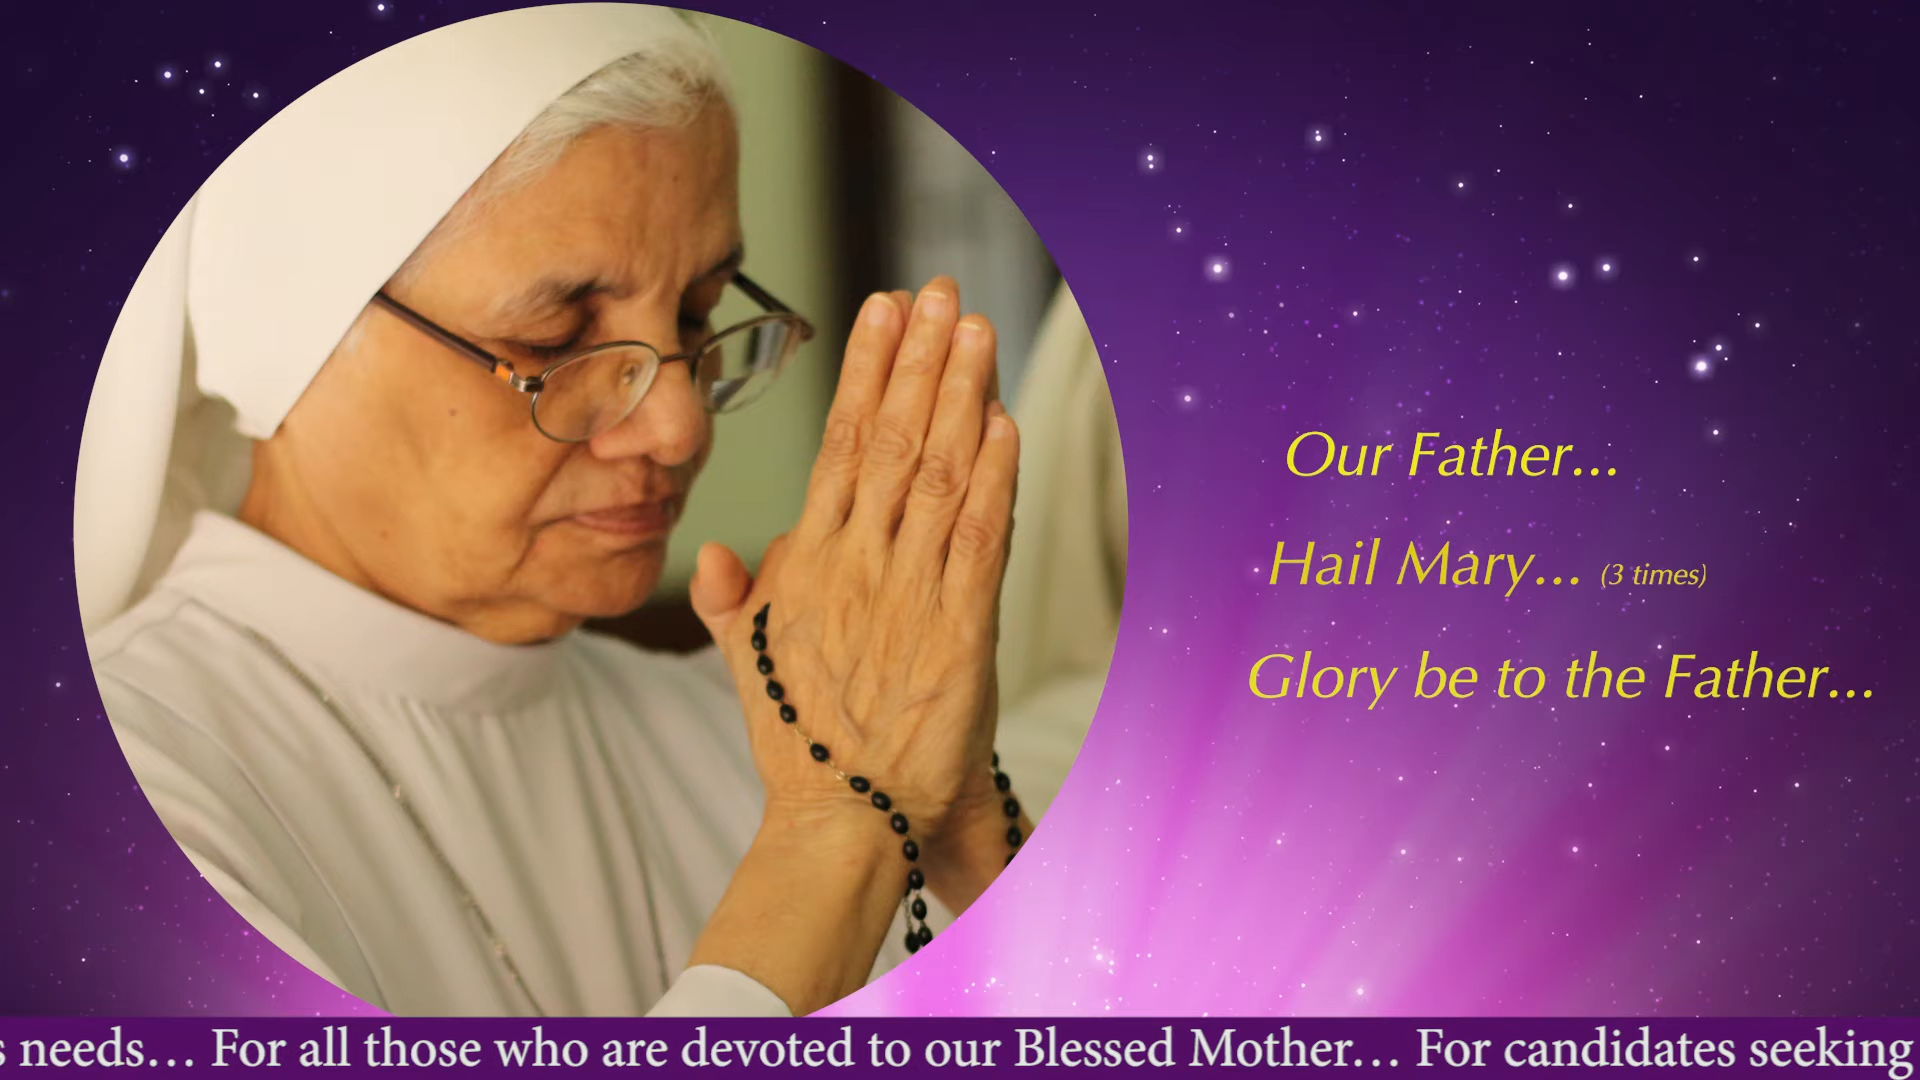 Our Father...
Hail Mary... (3 times)
Glory be to the Father...
needs... For all those who are devoted to our Blessed Mother... For candidates seeking